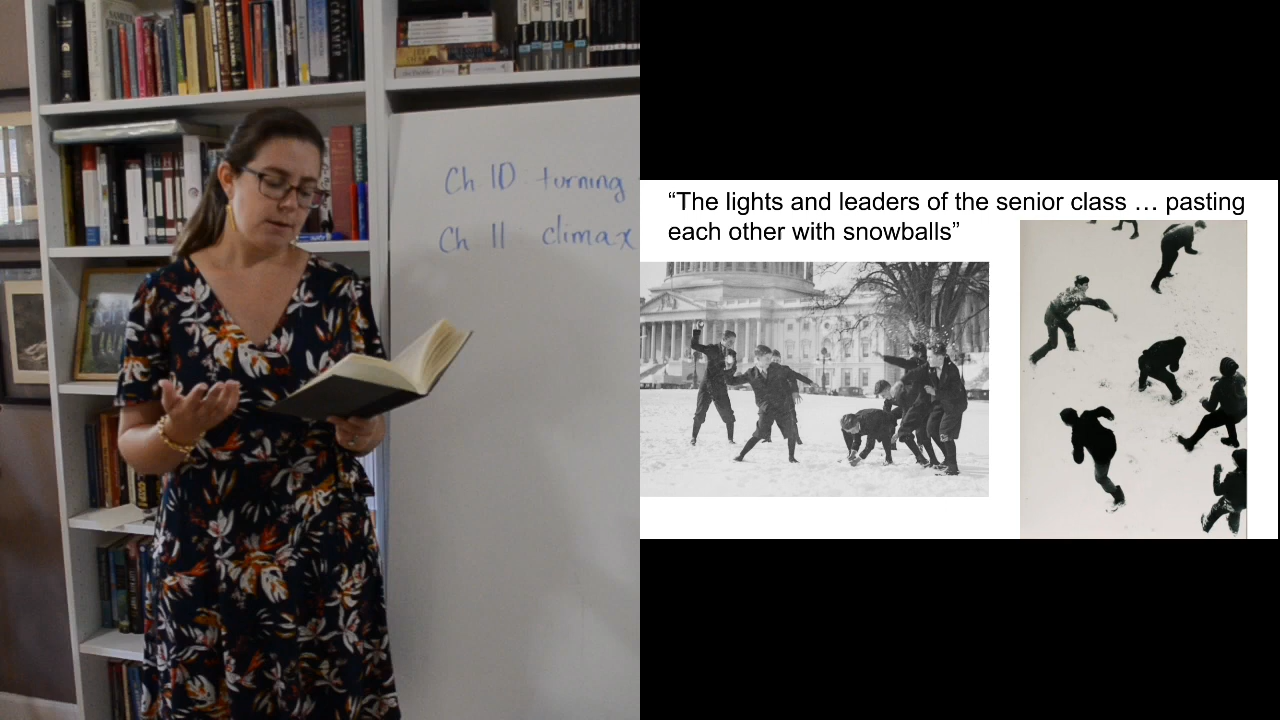 Ch 10 turning
Ch 11 climax
“The lights and leaders of the senior class … pasting
each other with snowballs”